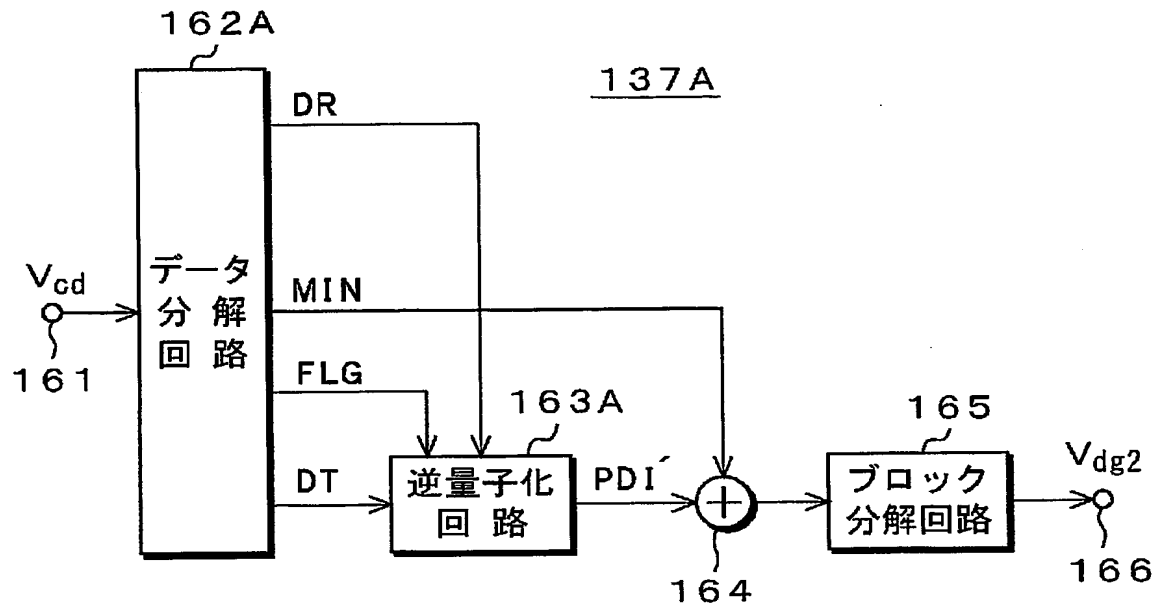 162A
137A
DR
Vcd
データ
分解
回路
MIN
161
FLG
163A
165
DT
逆量子化
回路
PDI´
+
ブロック
分解回路
Vdg2
164
166